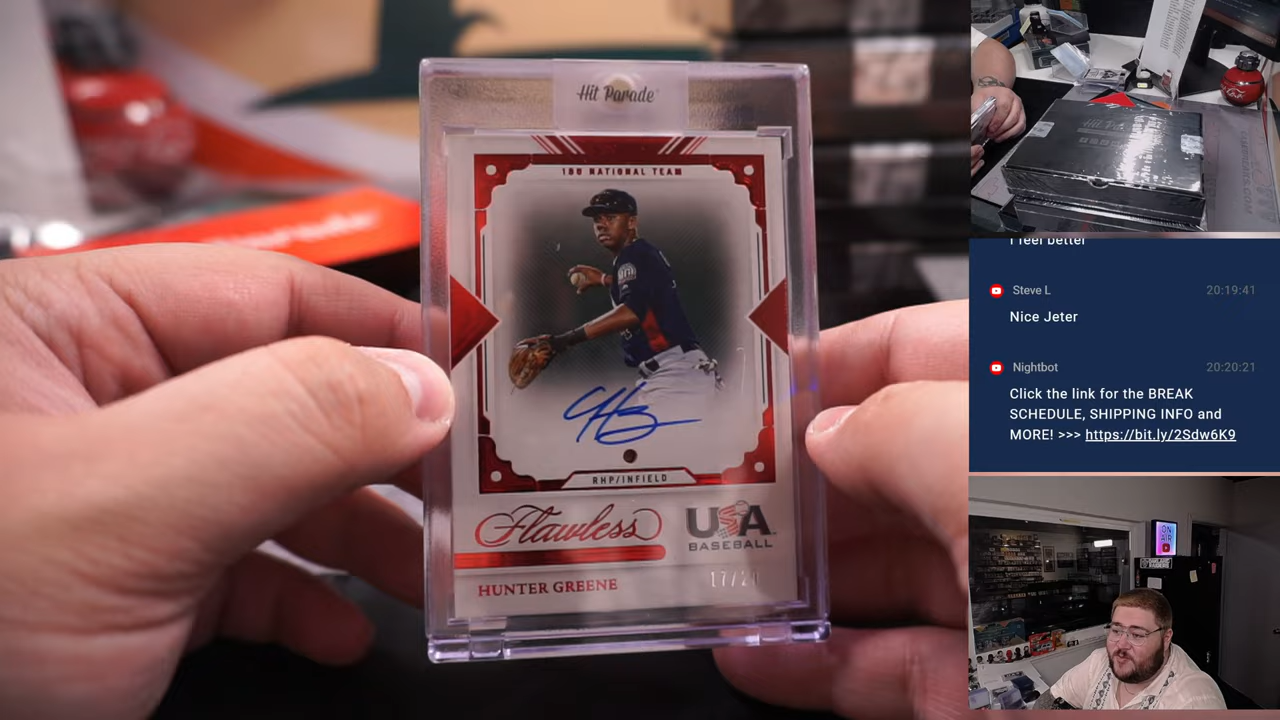 Hit Parade
18U NATIONAL TEAM
RHP/INFIELD
Flawless
USA
BASEBALL
HUNTER GREENE
I feel better
Steve L
20:19:41
Nice Jeter
Nightbot
20:20:21
Click the link for the BREAK
SCHEDULE, SHIPPING INFO and
MORE! >>> https://bit.ly/2Sdw6K9
ON
AIR